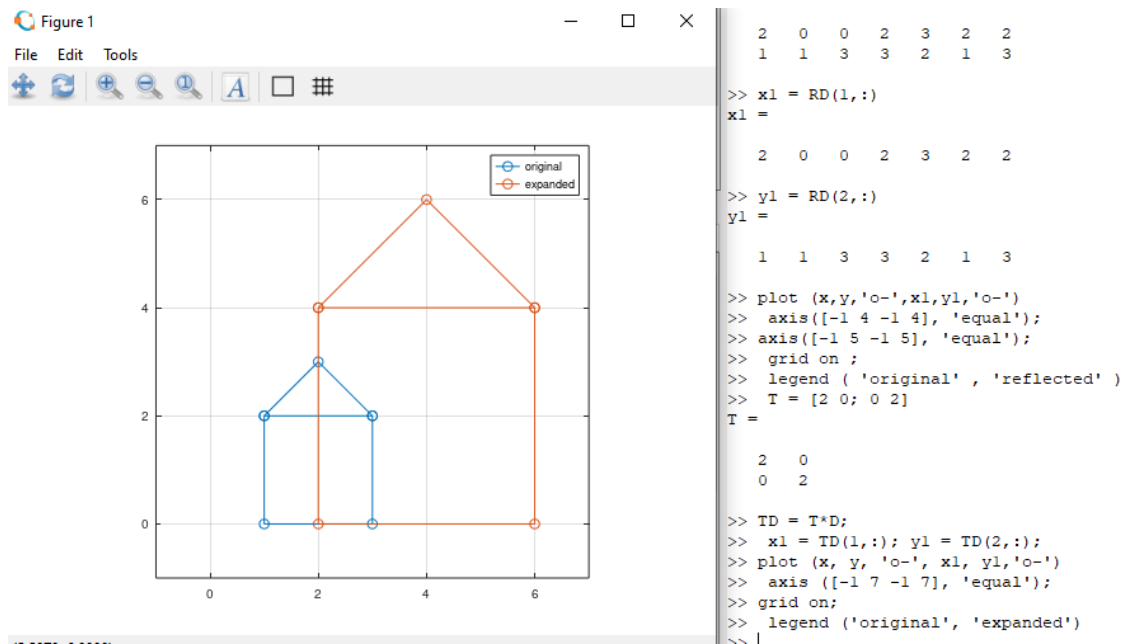 Figure 1
File Edit Tools
A
original
expanded
6
4
2
0
0 2 4 6
2 0 0 2 3 2 2
1 1 3 3 2 1 3
>> x1 = RD(1,:)
x1 =
2 0 0 2 3 2 2
>> y1 = RD(2,:)
y1 =
1 1 3 3 2 1 3
>> plot (x,y,'o-',x1,y1,'o-')
>> axis([-1 4 -1 4], 'equal');
>> axis([-1 5 -1 5], 'equal');
>> grid on ;
>> legend ( 'original' , 'reflected' )
>> T = [2 0; 0 2]
T =
2 0
0 2
>> TD = T*D;
>> x1 = TD(1,:); y1 = TD(2,:);
>> plot (x, y, 'o-', x1, y1,'o-')
>> axis ([-1 7 -1 7], 'equal');
>> grid on;
>> legend ('original', 'expanded')
>>